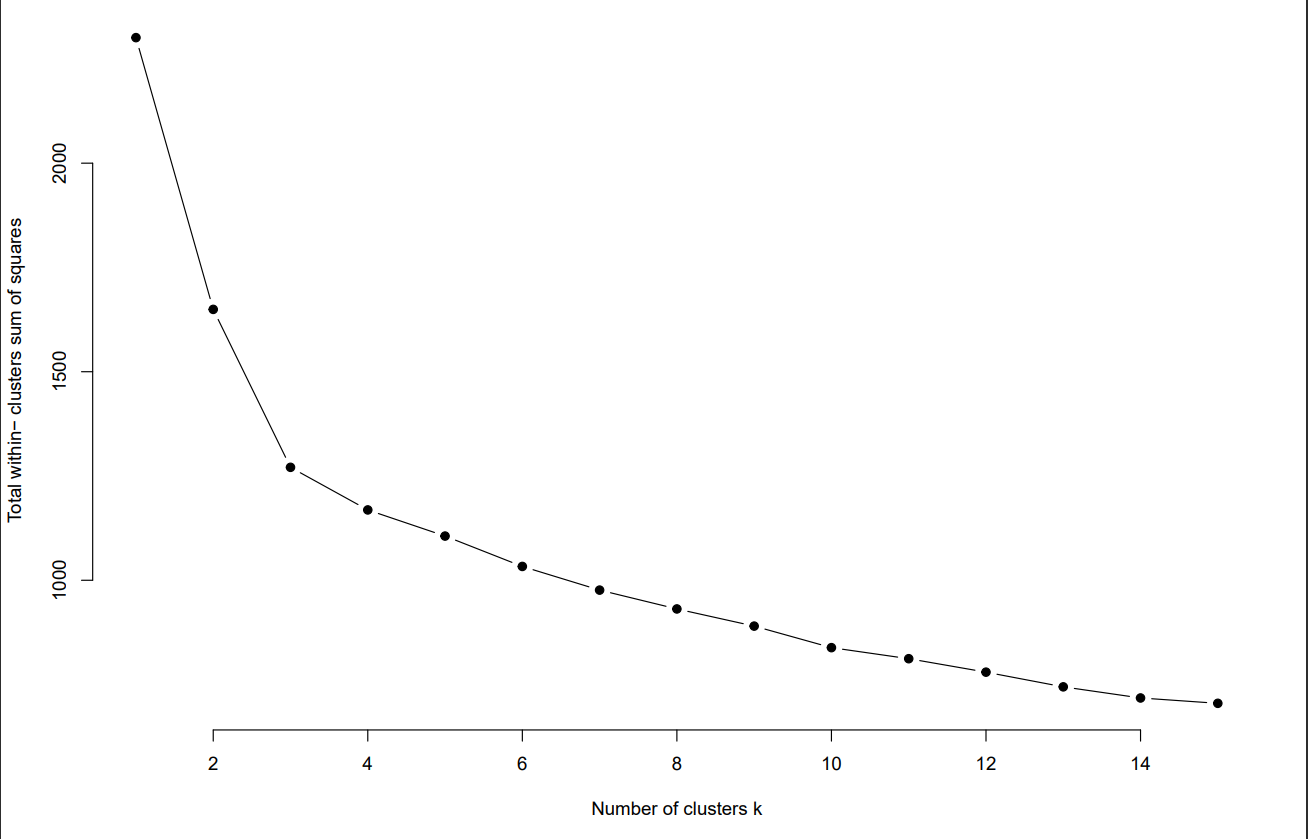 2000
1500
1000
Total within− clusters sum of squares
2 4 6 8 10 12 14
Number of clusters k